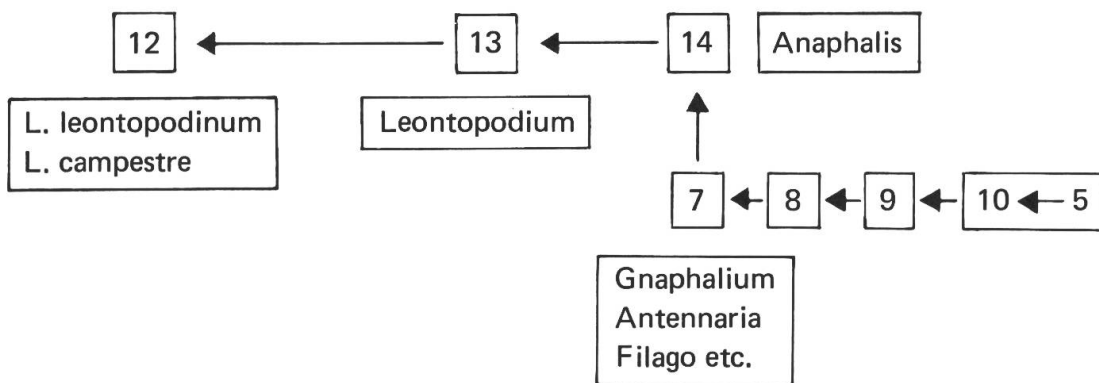 12 13 14 Anaphalis
L. leontopodinum
L. campestre
Leontopodium
7 8 9 10 5
Gnaphalium
Antennaria
Filago etc.